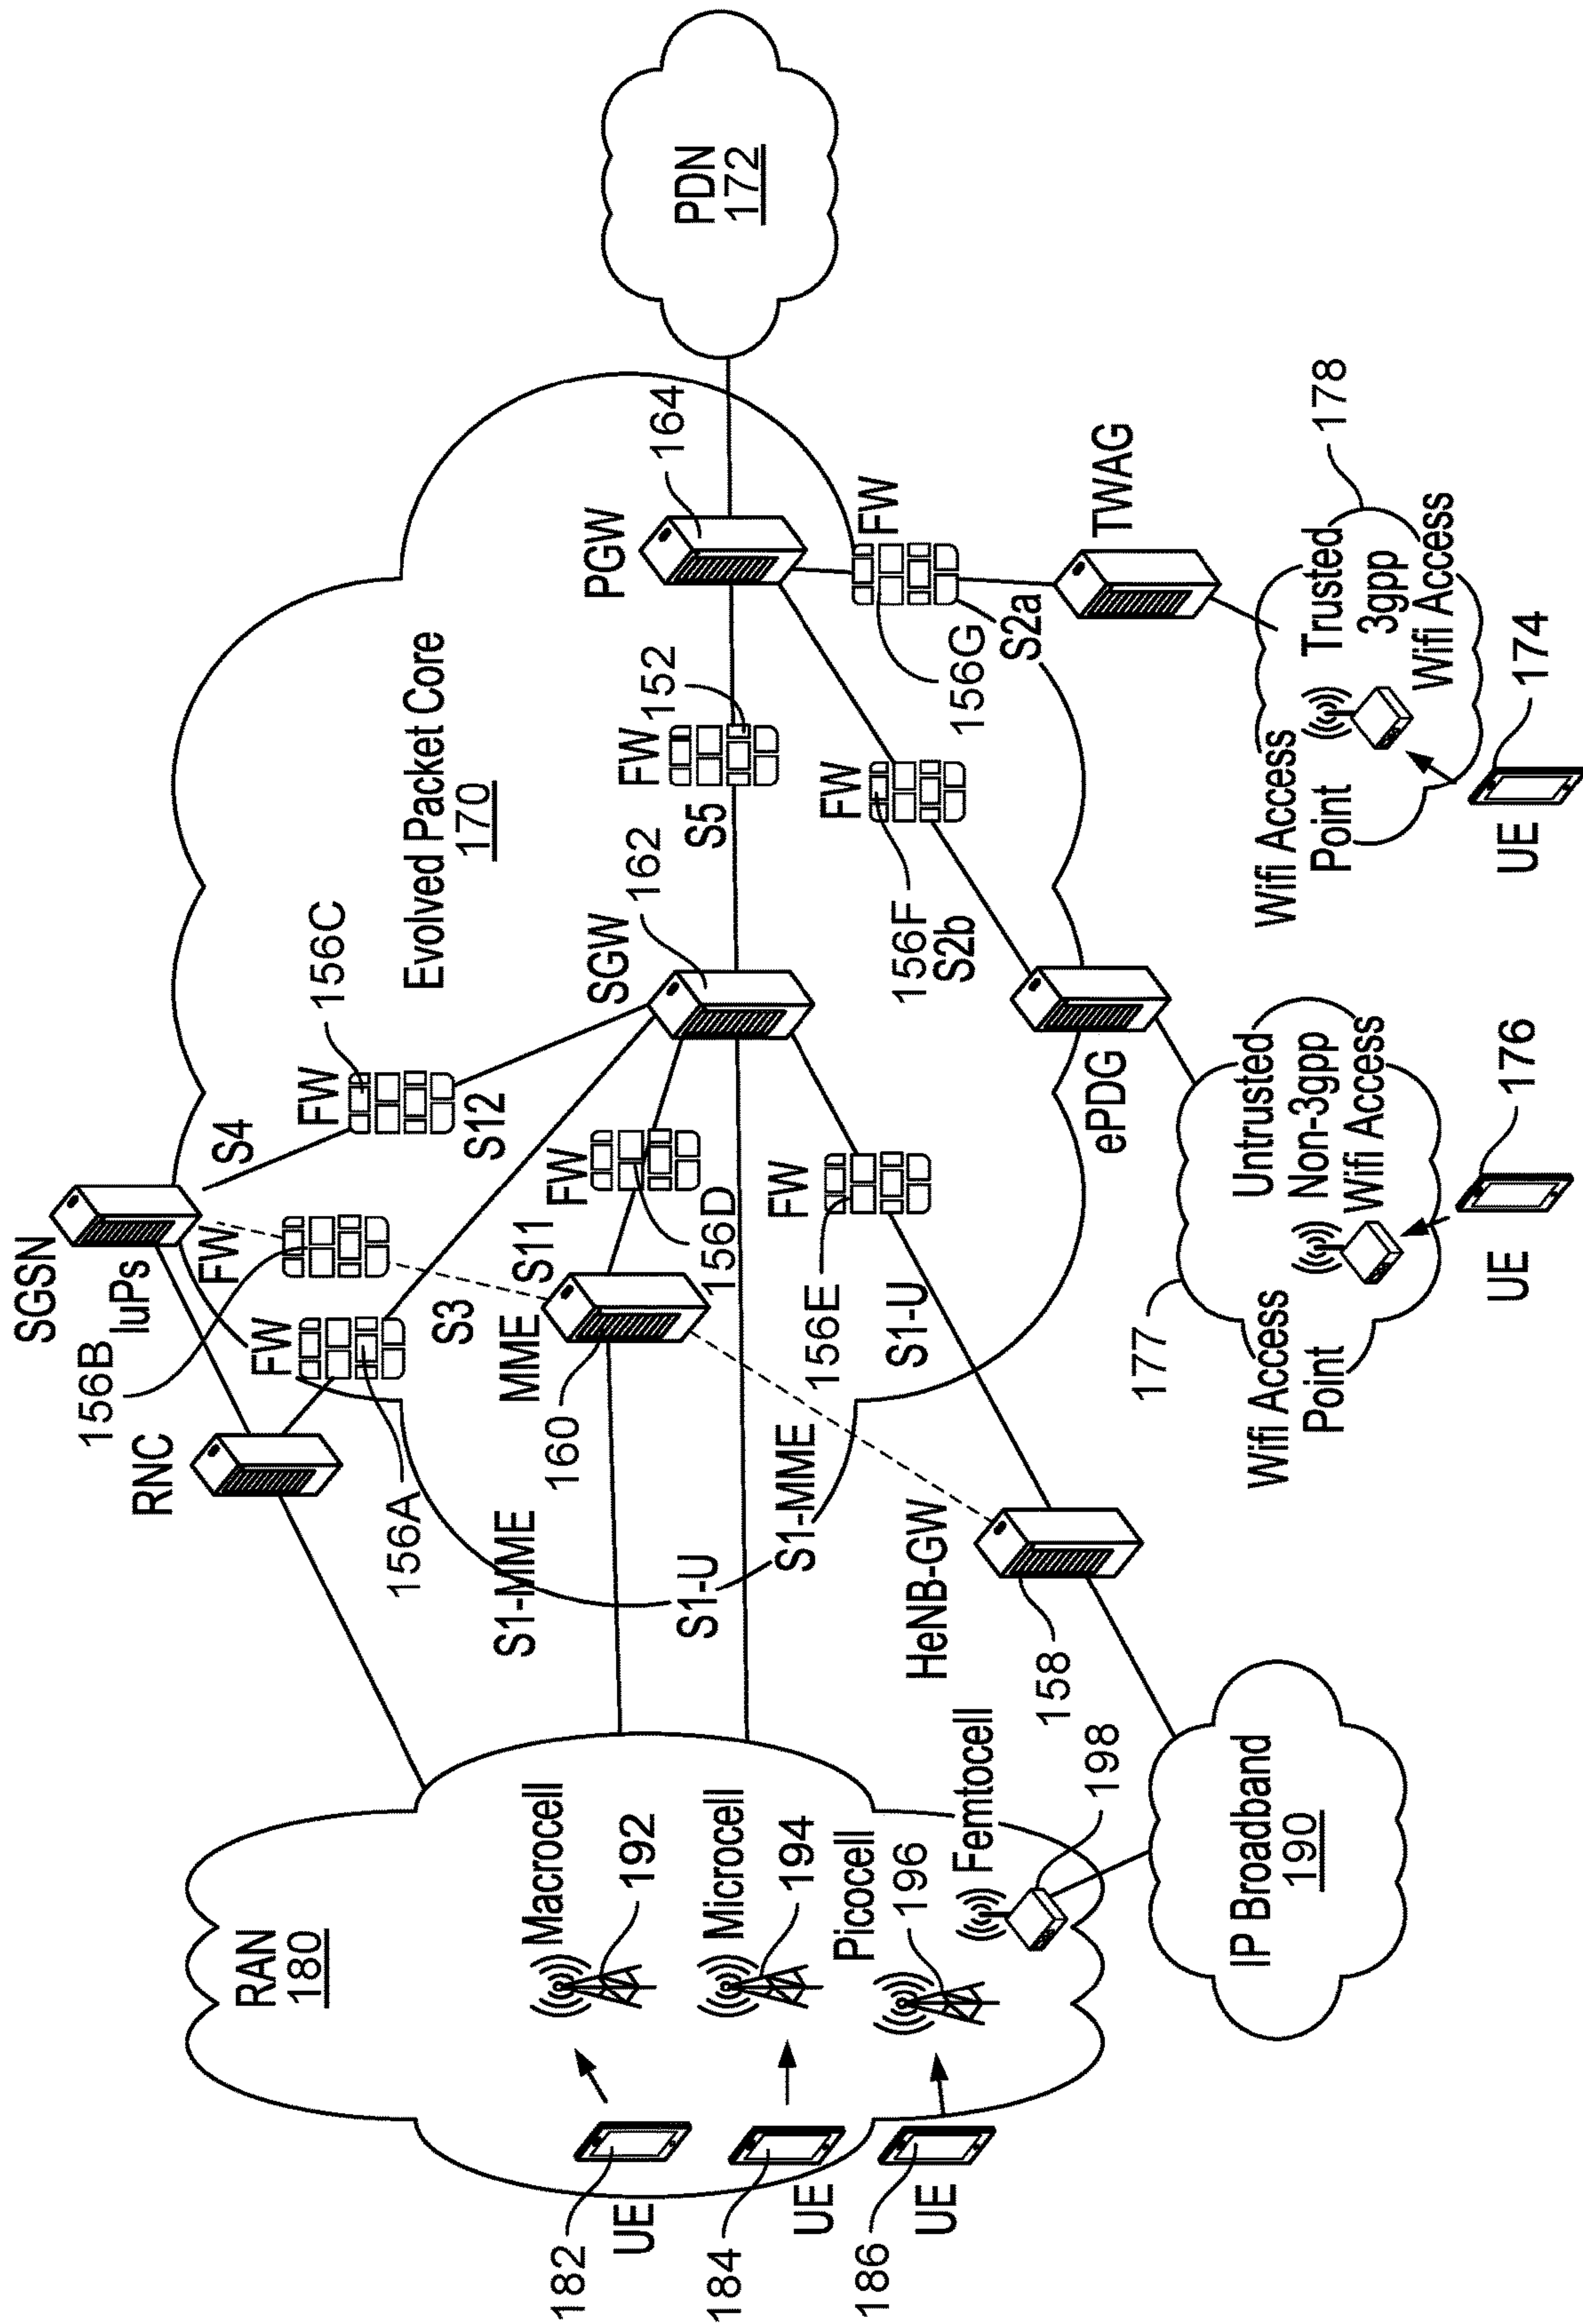 SGSN
IuPs
S4
FW
156C
FW
156B
FW
RNC
156A
S12
S3
Evolved Packet Core
170
SGW
162
FW
156D
S11
MME
160
FW
152
S5
PGW
164
PDN
172
S1-MME
S1-U
S1-MME
FW
156E
S1-U
FW
156F
S2b
FW
156G
S2a
TWAG
ePDG
HeNB-GW
158
RAN
180
Macrocell
192
Microcell
194
Picocell
196
Femtocell
198
182
UE
184
UE
186
UE
IP Broadband
190
177
Wifi Access
Point
Untrusted
Non-3gpp
Wifi Access
176
UE
Wifi Access
Point
Trusted
3gpp
Wifi Access
178
174
UE